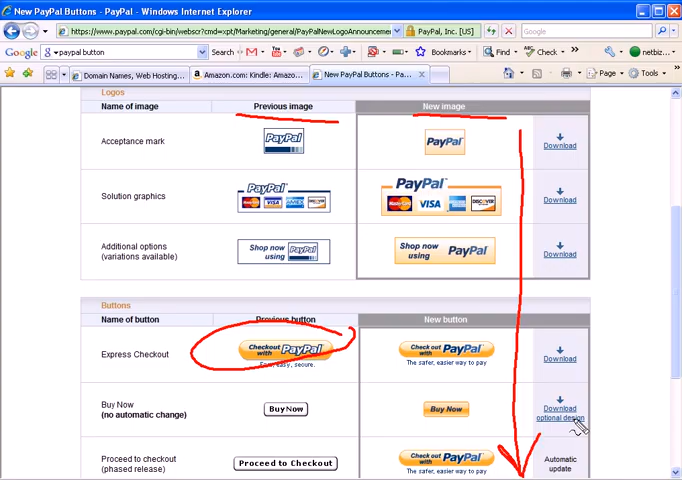 New PayPal Buttons - PayPal - Windows Internet Explorer
https://www.paypal.com/cgi-bin/webscr?cmd=xpt/Marketing/general/PayPalNewLogoAnnouncemer
PayPal, Inc. [US]
Google
paypal button
Search
Bookmarks
Find
Check
netbiz...
Domain Names, Web Hosting...
Amazon.com: Kindle: Amazo...
New PayPal Buttons - Pa...
Page
Tools
Logos
Name of image Previous image New image
Acceptance mark PayPal PayPal Download
Solution graphics PayPal MasterCard VISA AMEX DISCOVER PayPal MasterCard VISA DISCOVER Download
Additional options
(variations available)
Shop now
using PayPal
Shop now
using PayPal
Download
Buttons
Name of button Previous button New button
Express Checkout
Checkout
with PayPal
Fast, easy, secure.
Check out
with PayPal
The safer, easier way to pay
Download
Buy Now
(no automatic change)
Buy Now
Buy Now
Download
optional design
Proceed to checkout
(phased release)
Proceed to Checkout
Check out
with PayPal
The safer, easier way to pay
Automatic
update